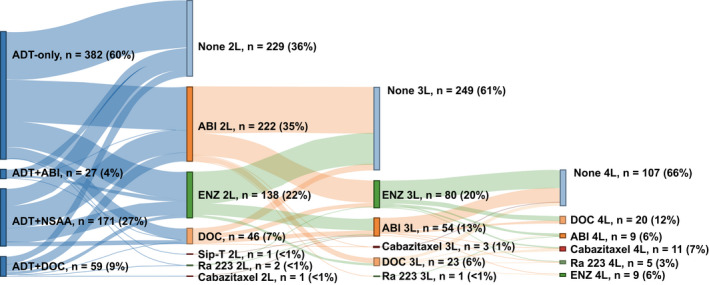 ADT-only, n = 382 (60%)
ADT+ABI, n = 27 (4%)
ADT+NSAA, n = 171 (27%)
ADT+DOC, n = 59 (9%)
None 2L, n = 229 (36%)
ABI 2L, n = 222 (35%)
ENZ 2L, n = 138 (22%)
DOC, n = 46 (7%)
Sip-T 2L, n = 1 (<1%)
Ra 223 2L, n = 2 (<1%)
Cabazitaxel 2L, n = 1 (<1%)
None 3L, n = 249 (61%)
ENZ 3L, n = 80 (20%)
ABI 3L, n = 54 (13%)
Cabazitaxel 3L, n = 3 (1%)
DOC 3L, n = 23 (6%)
Ra 223 3L, n = 1 (<1%)
None 4L, n = 107 (66%)
DOC 4L, n = 20 (12%)
ABI 4L, n = 9 (6%)
Cabazitaxel 4L, n = 11 (7%)
Ra 223 4L, n = 5 (3%)
ENZ 4L, n = 9 (6%)